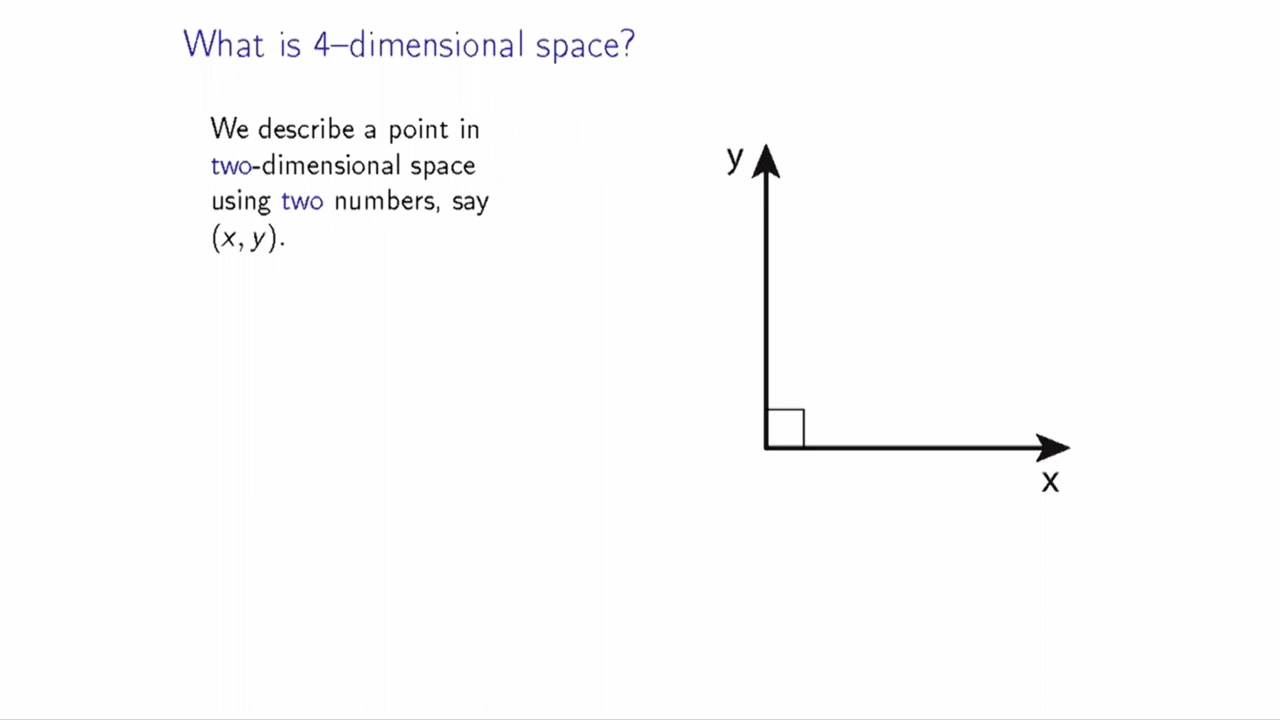 What is 4–dimensional space?
We describe a point in
two-dimensional space
using two numbers, say
(x, y).
y
x